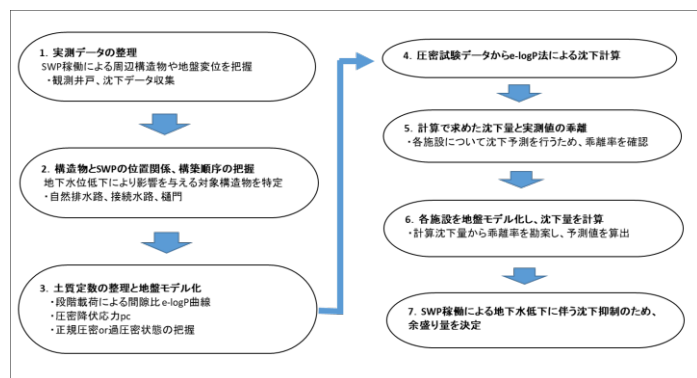 1. 実測データの整理
SWP稼働による周辺構造物や地盤変位を把握
・観測井戸、沈下データ収集
2. 構造物とSWPの位置関係、構築順序の把握
地下水位低下により影響を与える対象構造物を特定
・自然排水路、接続水路、樋門
3. 土質定数の整理と地盤モデル化
・段階載荷による間隙比e-logP曲線
・圧密降伏応力pc
・正規圧密or過圧密状態の把握
4. 圧密試験データからe-logP法による沈下計算
5. 計算で求めた沈下量と実測値の乖離
・各施設について沈下予測を行うため、乖離率を確認
6. 各施設を地盤モデル化し、沈下量を計算
・計算沈下量から乖離率を勘案し、予測値を算出
7. SWP稼働による地下水低下に伴う沈下抑制のため、
余盛り量を決定